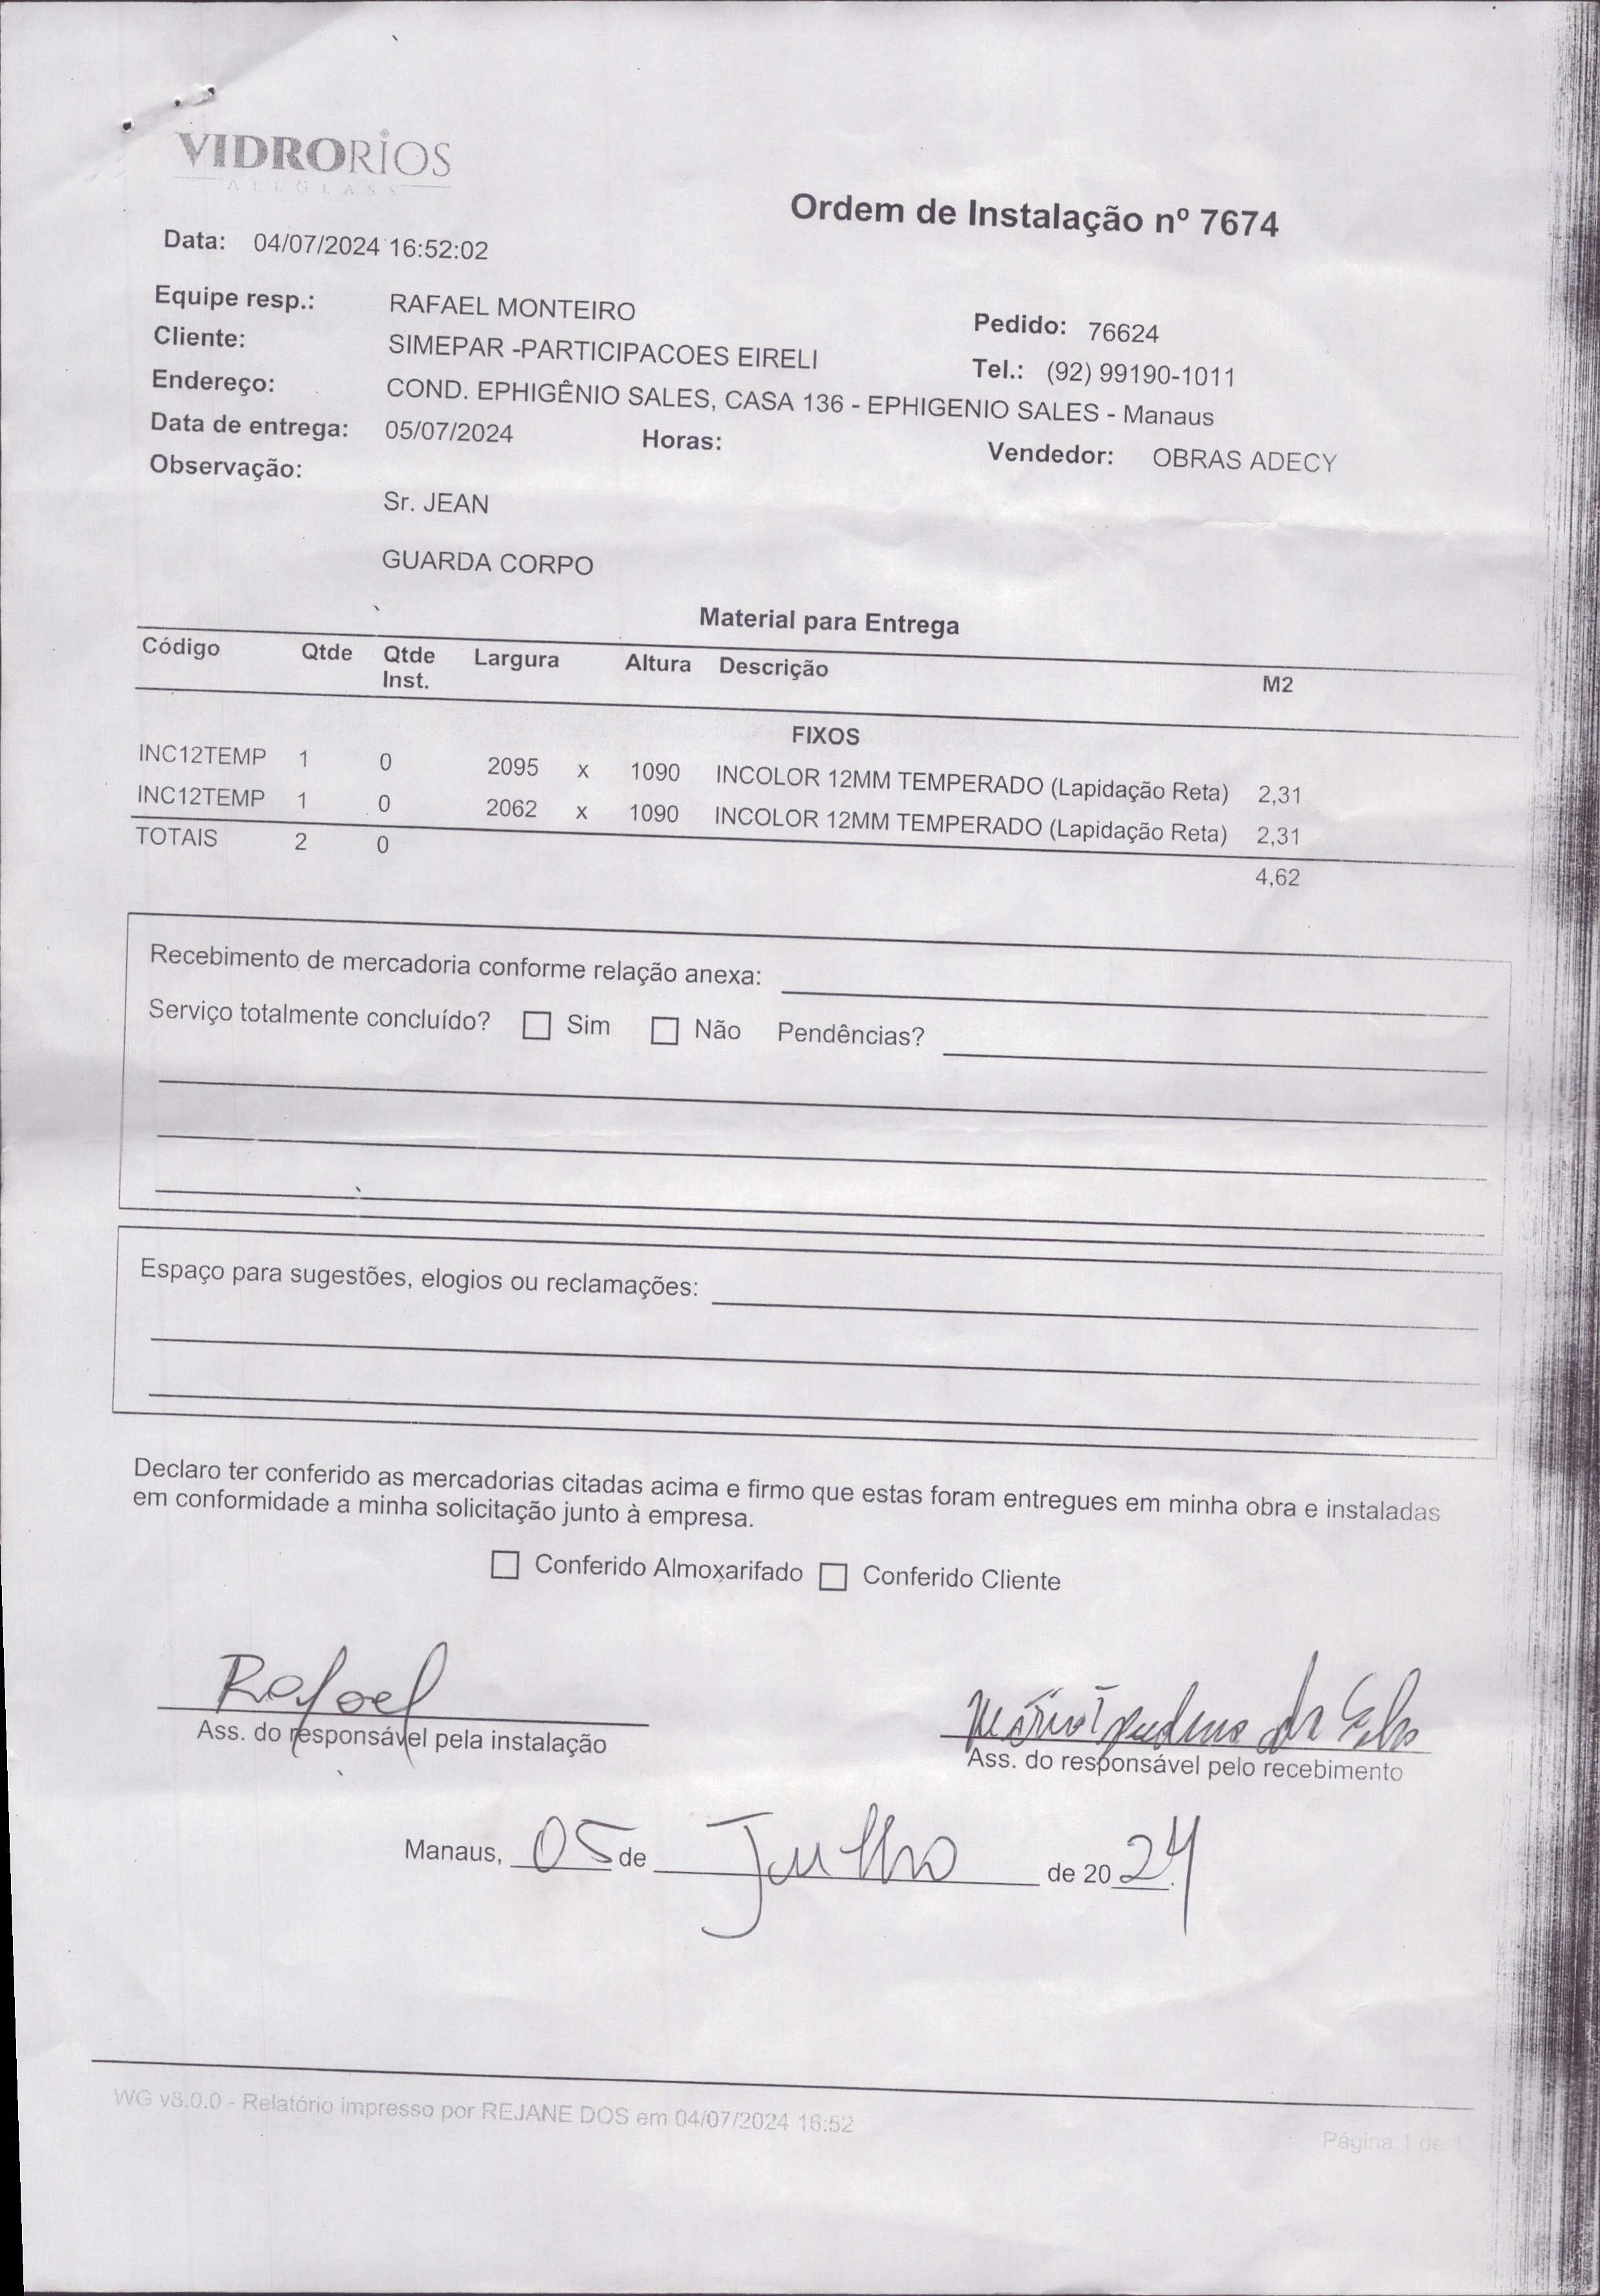 VIDRORIOS
ALLGLASS
Ordem de Instalação nº 7674
Data: 04/07/2024 16:52:02
Equipe resp.: RAFAEL MONTEIRO
Pedido: 76624
Cliente: SIMEPAR -PARTICIPACOES EIRELI
Tel.: (92) 99190-1011
Endereço: COND. EPHIGÊNIO SALES, CASA 136 - EPHIGENIO SALES - Manaus
Data de entrega: 05/07/2024 Horas: Vendedor: OBRAS ADECY
Observação:
Sr. JEAN
GUARDA CORPO
Material para Entrega
Código Qtde Qtde Inst. Largura Altura Descrição M2
FIXOS
INC12TEMP 1 0 2095 x 1090 INCOLOR 12MM TEMPERADO (Lapidação Reta) 2,31
INC12TEMP 1 0 2062 x 1090 INCOLOR 12MM TEMPERADO (Lapidação Reta) 2,31
TOTAIS 2 0 4,62
Recebimento de mercadoria conforme relação anexa:
Serviço totalmente concluído? Sim Não Pendências?
Espaço para sugestões, elogios ou reclamações:
Declaro ter conferido as mercadorias citadas acima e firmo que estas foram entregues em minha obra e instaladas
em conformidade a minha solicitação junto à empresa.
Conferido Almoxarifado Conferido Cliente
Rafael
Ass. do responsável pela instalação
da Silva
Ass. do responsável pelo recebimento
Manaus, 05 de Julho de 2024
WG v8.0.0 - Relatório impresso por REJANE DOS em 04/07/2024 16:52
Página 1 de 1